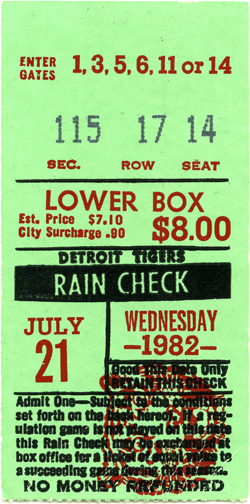 ENTER 1, 3, 5, 6, 11 or 14
GATES
115 17 14
SEC. ROW SEAT
LOWER BOX
Est. Price $7.10
City Surcharge .90
$8.00
DETROIT TIGERS
RAIN CHECK
JULY
21
WEDNESDAY
—1982—
Good This Date Only
RETAIN THIS CHECK
Admit One—Subject to the conditions
set forth on the back hereof. If a reg-
ulation game is not played on this date
this Rain Check may be exchanged at
box office for a ticket of equal value to
a succeeding game during this season.
NO MONEY REFUNDED